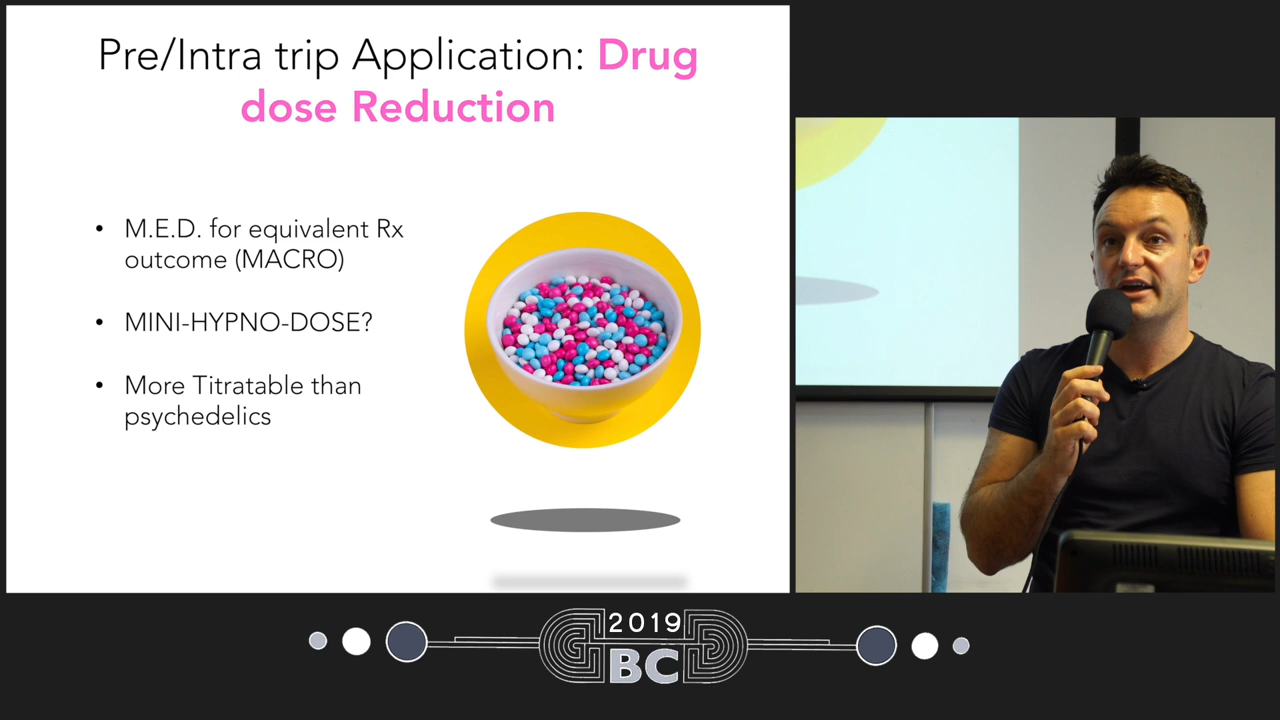 Pre/Intra trip Application: Drug
dose Reduction
• M.E.D. for equivalent Rx
outcome (MACRO)
• MINI-HYPNO-DOSE?
• More Titratable than
psychedelics
2019
BC